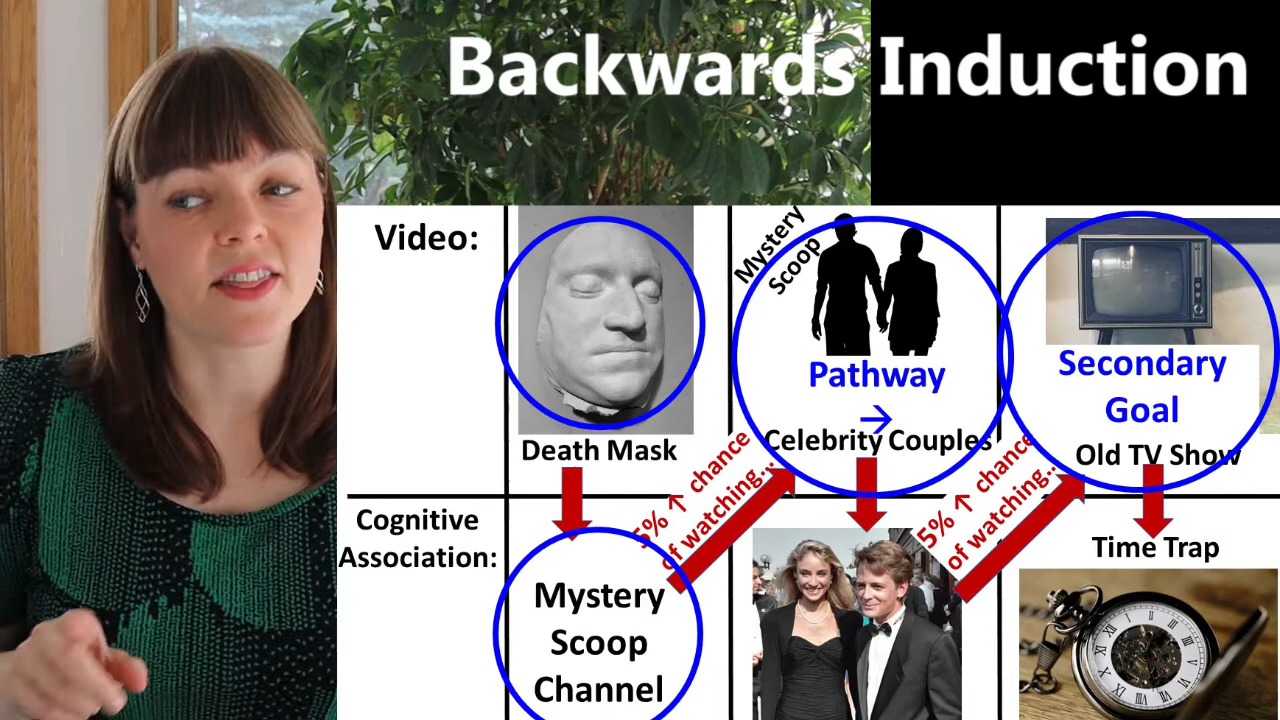 Backwards Induction
Video:
Mystery
Scoop
Pathway
→
Secondary
Goal
Death Mask
Celebrity Couples
Old TV Show
5% ↑ chance
of watching...
5% ↑ chance
of watching...
Cognitive
Association:
Mystery
Scoop
Channel
Time Trap